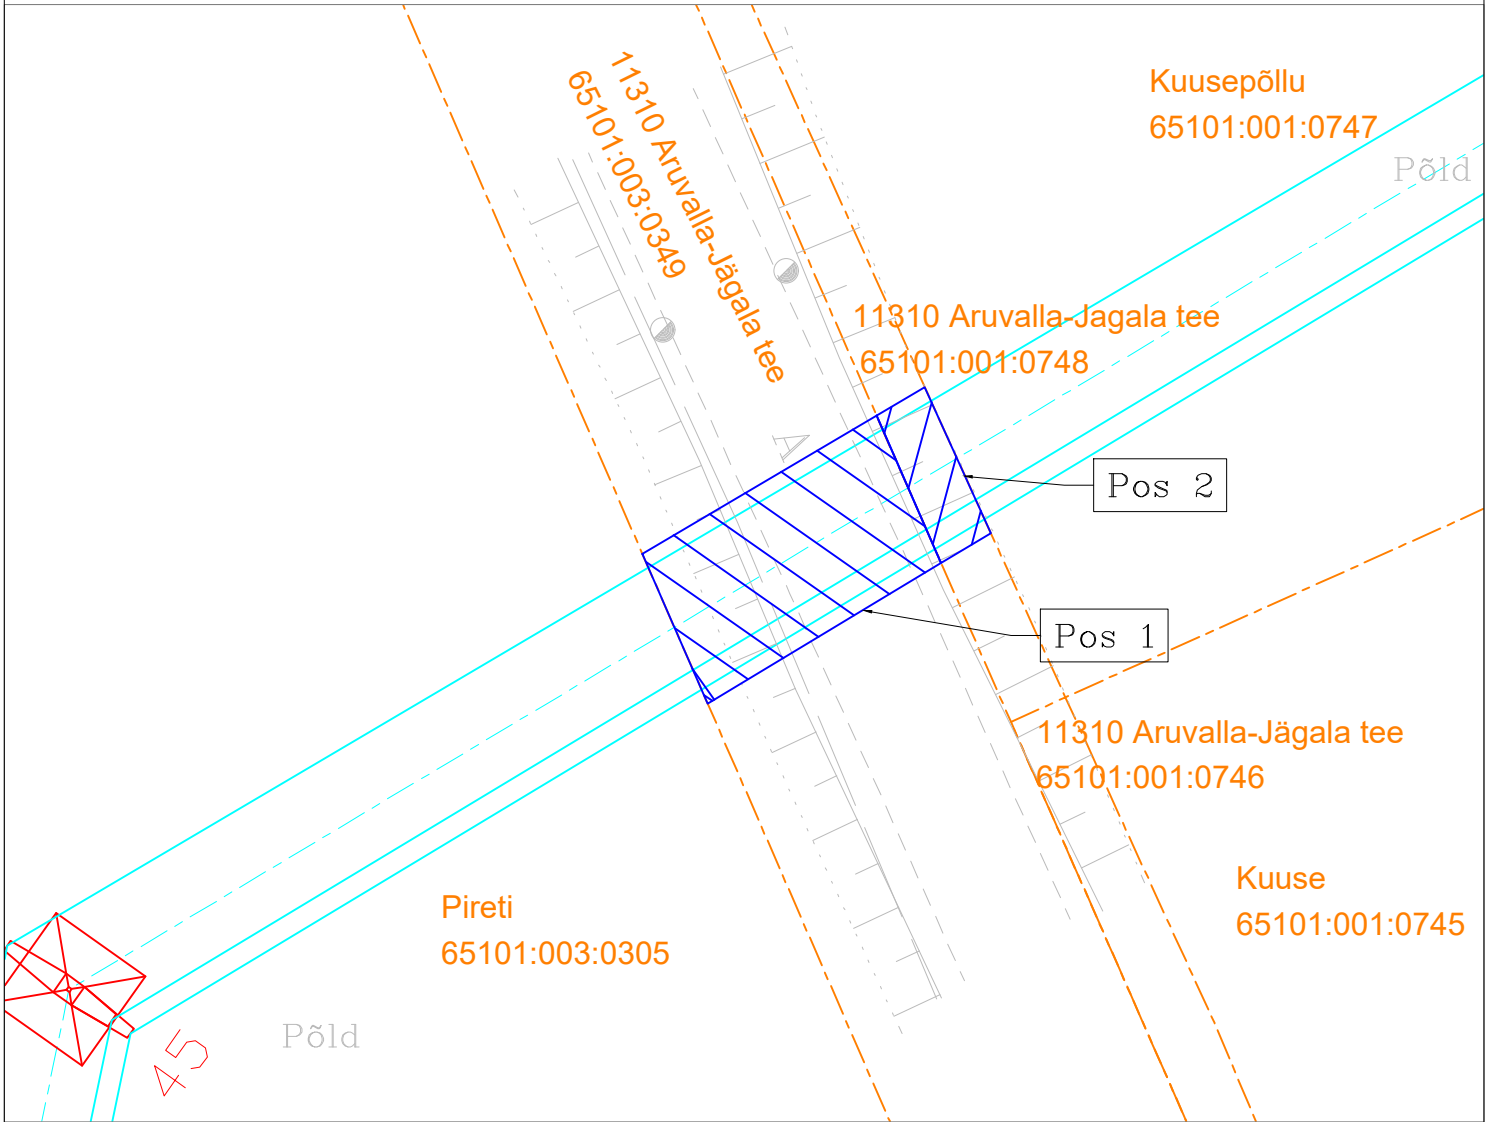 11310 Aruvalla-Jägala tee
65101:003:0349
Kuusepõllu
65101:001:0747
Põld
11310 Aruvalla-Jagala tee
65101:001:0748
A
Pos 2
Pos 1
11310 Aruvalla-Jägala tee
65101:001:0746
Kuuse
65101:001:0745
Pireti
65101:003:0305
Põld
45